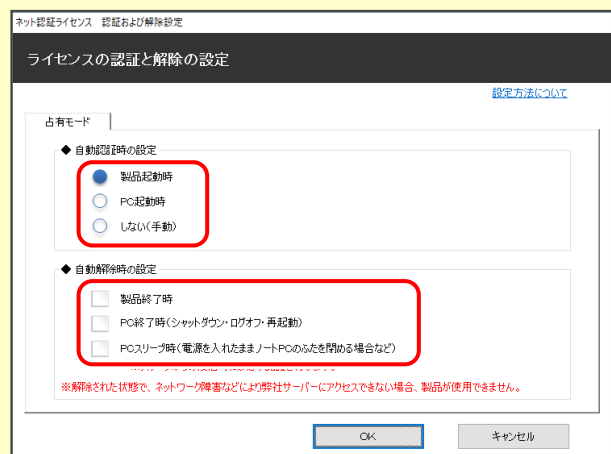 ネット認証ライセンス 認証および解除設定
ライセンスの認証と解除の設定
設定方法について
占有モード
◆ 自動認証時の設定
製品起動時
PC起動時
しない(手動)
◆ 自動解除時の設定
製品終了時
PC終了時(シャットダウン・ログオフ・再起動)
PCスリープ時(電源を入れたままノートPCのふたを閉める場合など)
※解除された状態で、ネットワーク障害などにより弊社サーバーにアクセスできない場合、製品が使用できません。
OK
キャンセル